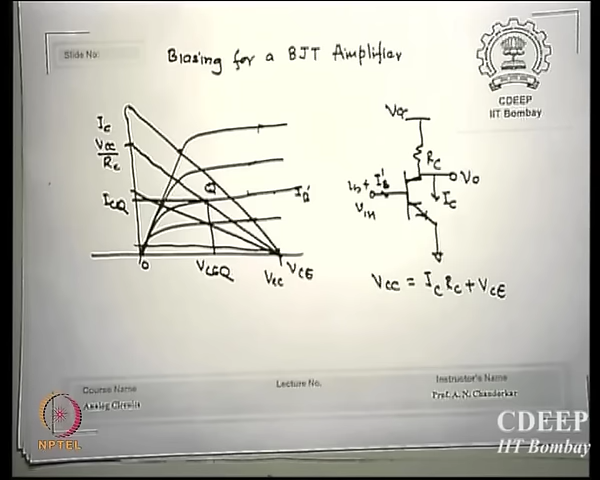 Slide No:
Biasing for a BJT Amplifier
CDEEP
IIT Bombay
Ic
Vcc
Rc
ICQ
Q
IB'
0
VCEQ
Vcc
VCE
Vcc
Rc
Vo
IB'
Ic
VIN
Vcc = Ic Rc + VCE
Course Name
Analog Circuits
Lecture No.
Instructor's Name
Prof. A. N. Chandorkar
NPTEL
CDEEP
IIT Bombay